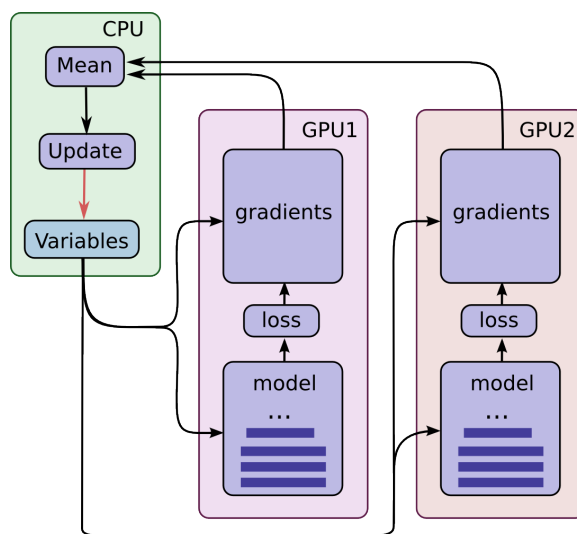 CPU
Mean
Update
Variables
GPU1
gradients
loss
model
...
GPU2
gradients
loss
model
...